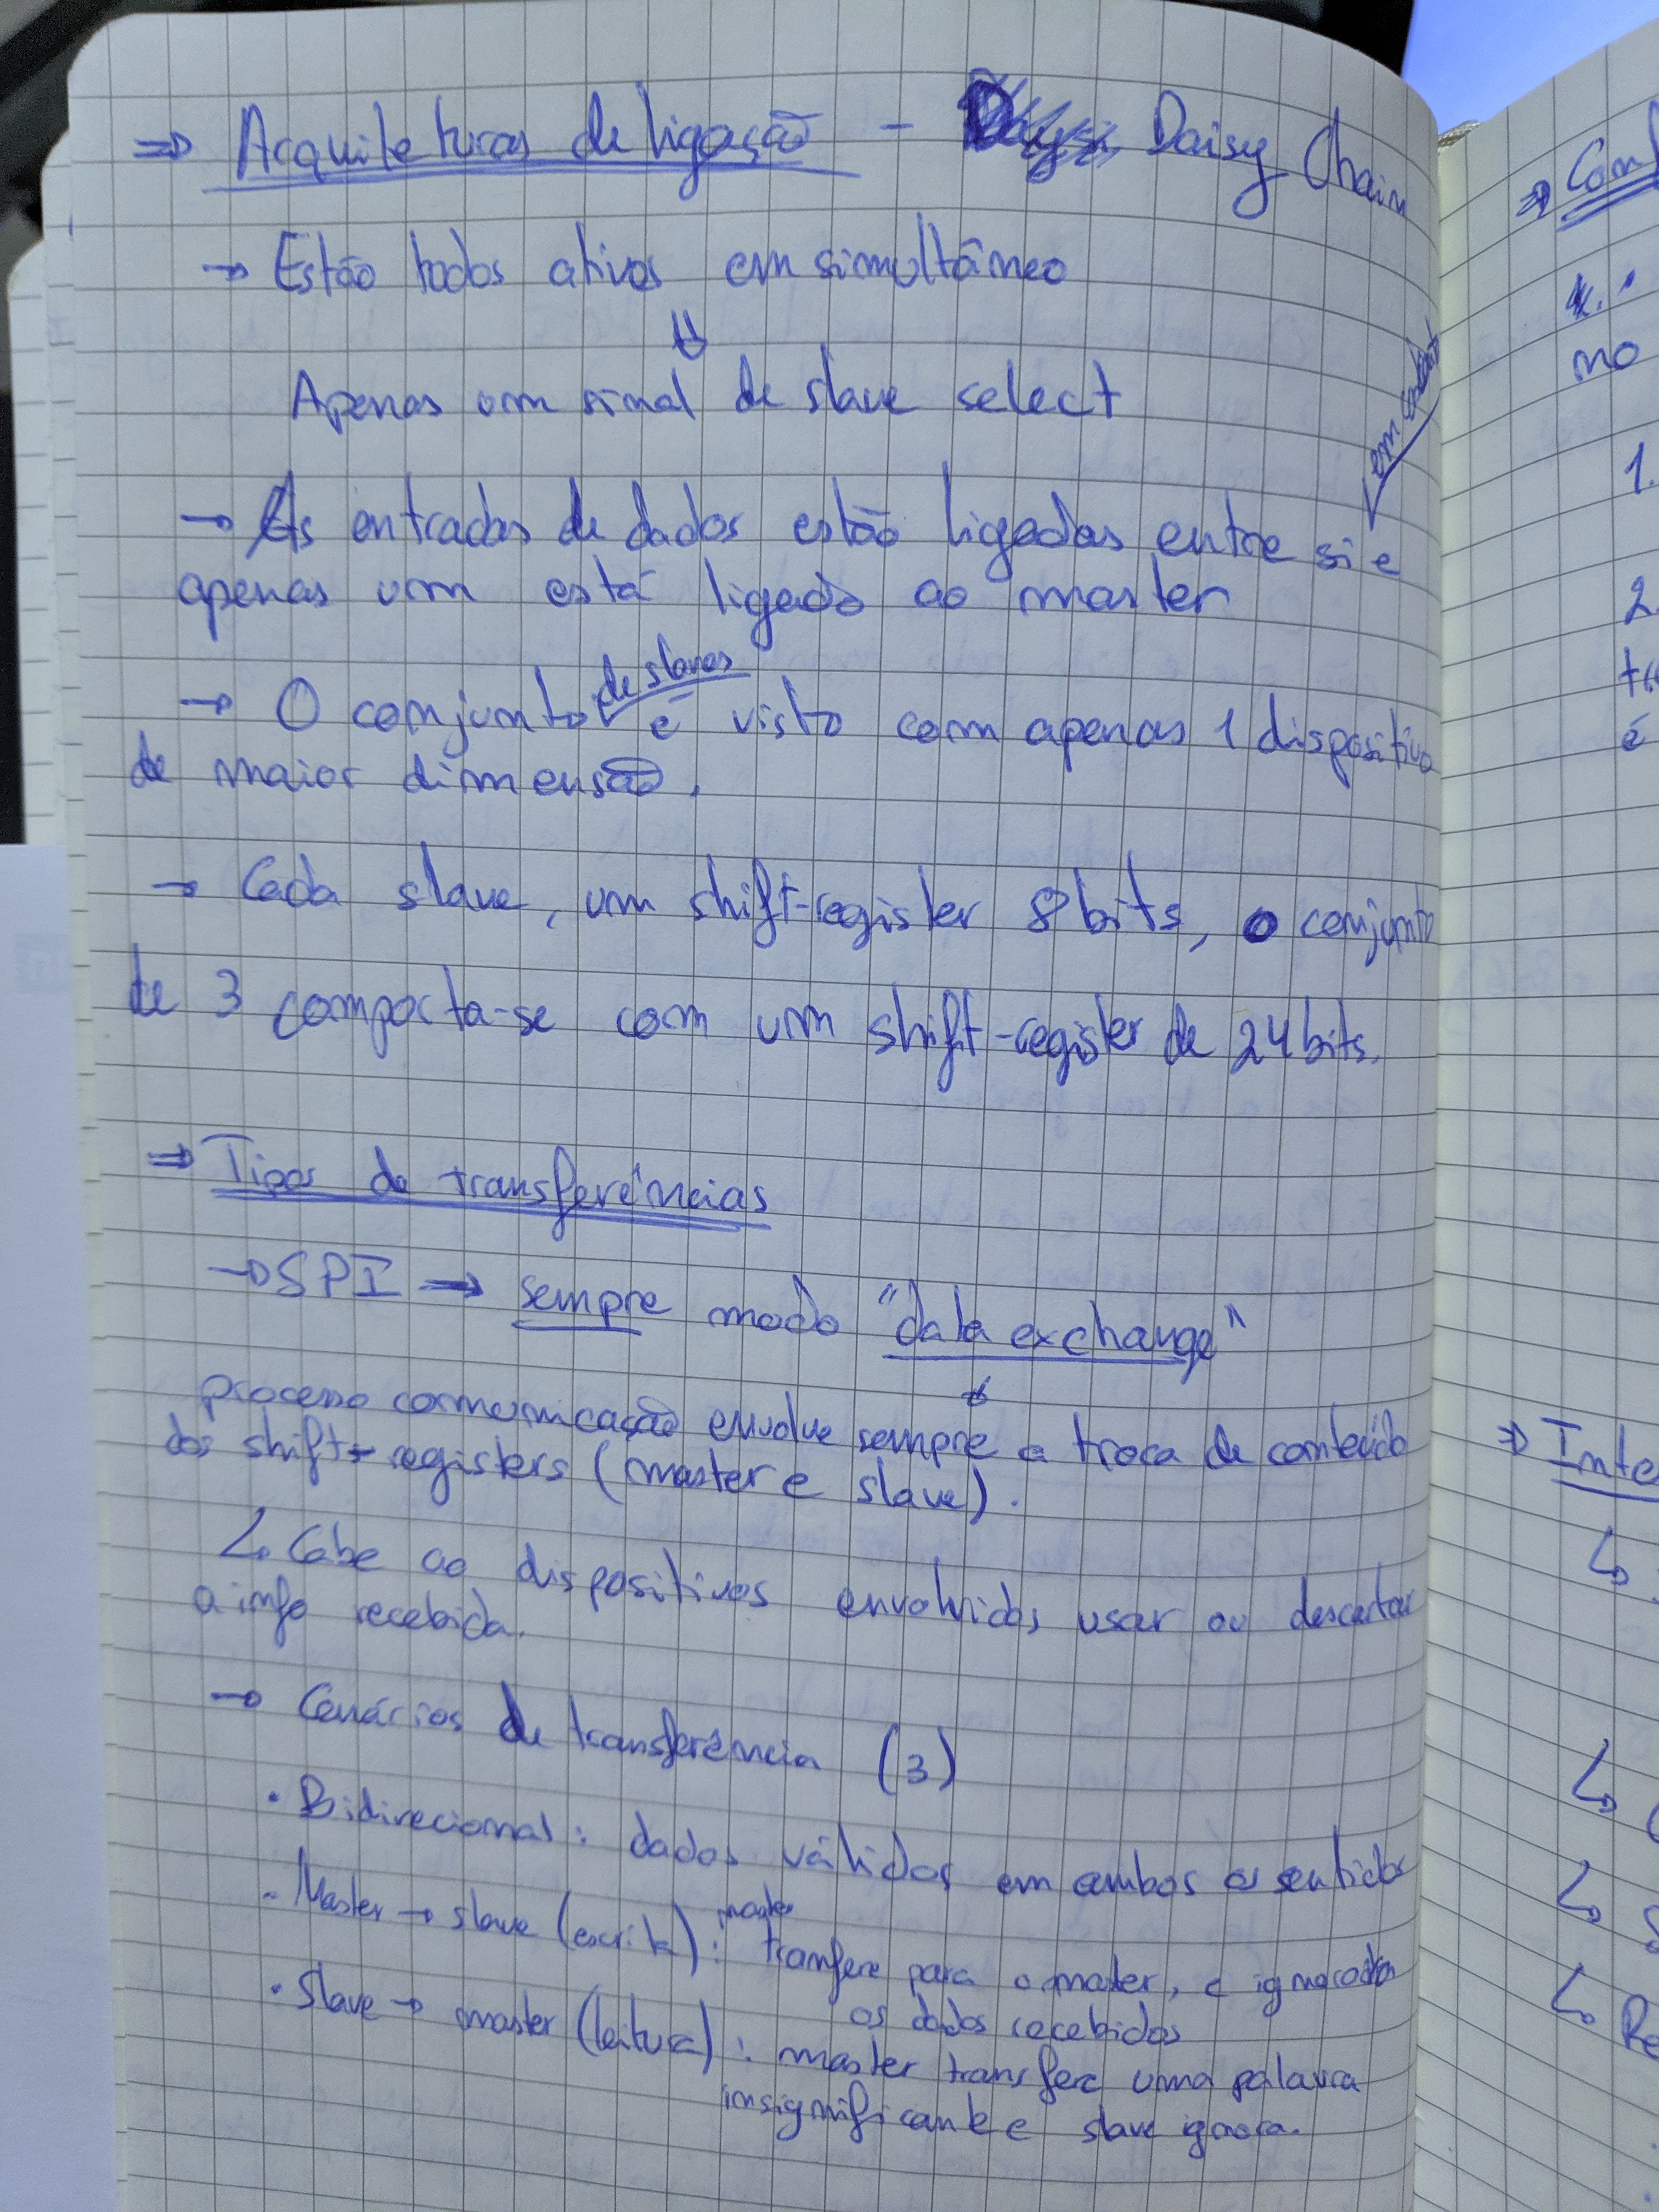 ⇒ Arquiteturas de ligação - Daisy Chain
→ Estão todos ativos em simultâneo
⇓
Apenas um sinal de slave select
→ As entradas de dados estão ligadas entre si e
em
apenas um está ligado ao master
→ O conjunto de slaves é visto com apenas 1 dispositivo
de maior dimensão.
→ Cada slave, um shift-register 8 bits, o conjunto
de 3 comporta-se com um shift-register de 24 bits.
⇒ Tipos de transferências
→ SPI → sempre modo "data exchange"
↓
processo comunicação envolve sempre a troca de conteúdo
dos shift-registers (master e slave).
↳ Cabe ao dispositivos envolvidos usar ou descartar
a info recebida.
→ Cenários de transferência (3)
• Bidirecional: dados válidos em ambos os sentidos
• Master → slave (escrita): master transfere para o master, e ignorados
os dados recebidos
• Slave → master (leitura): master transfere uma palavra
insignificante e slave ignora.
⇒ Conf
no
1.
2.
é
⇒ Inte
↳
↳
↳
↳ Re